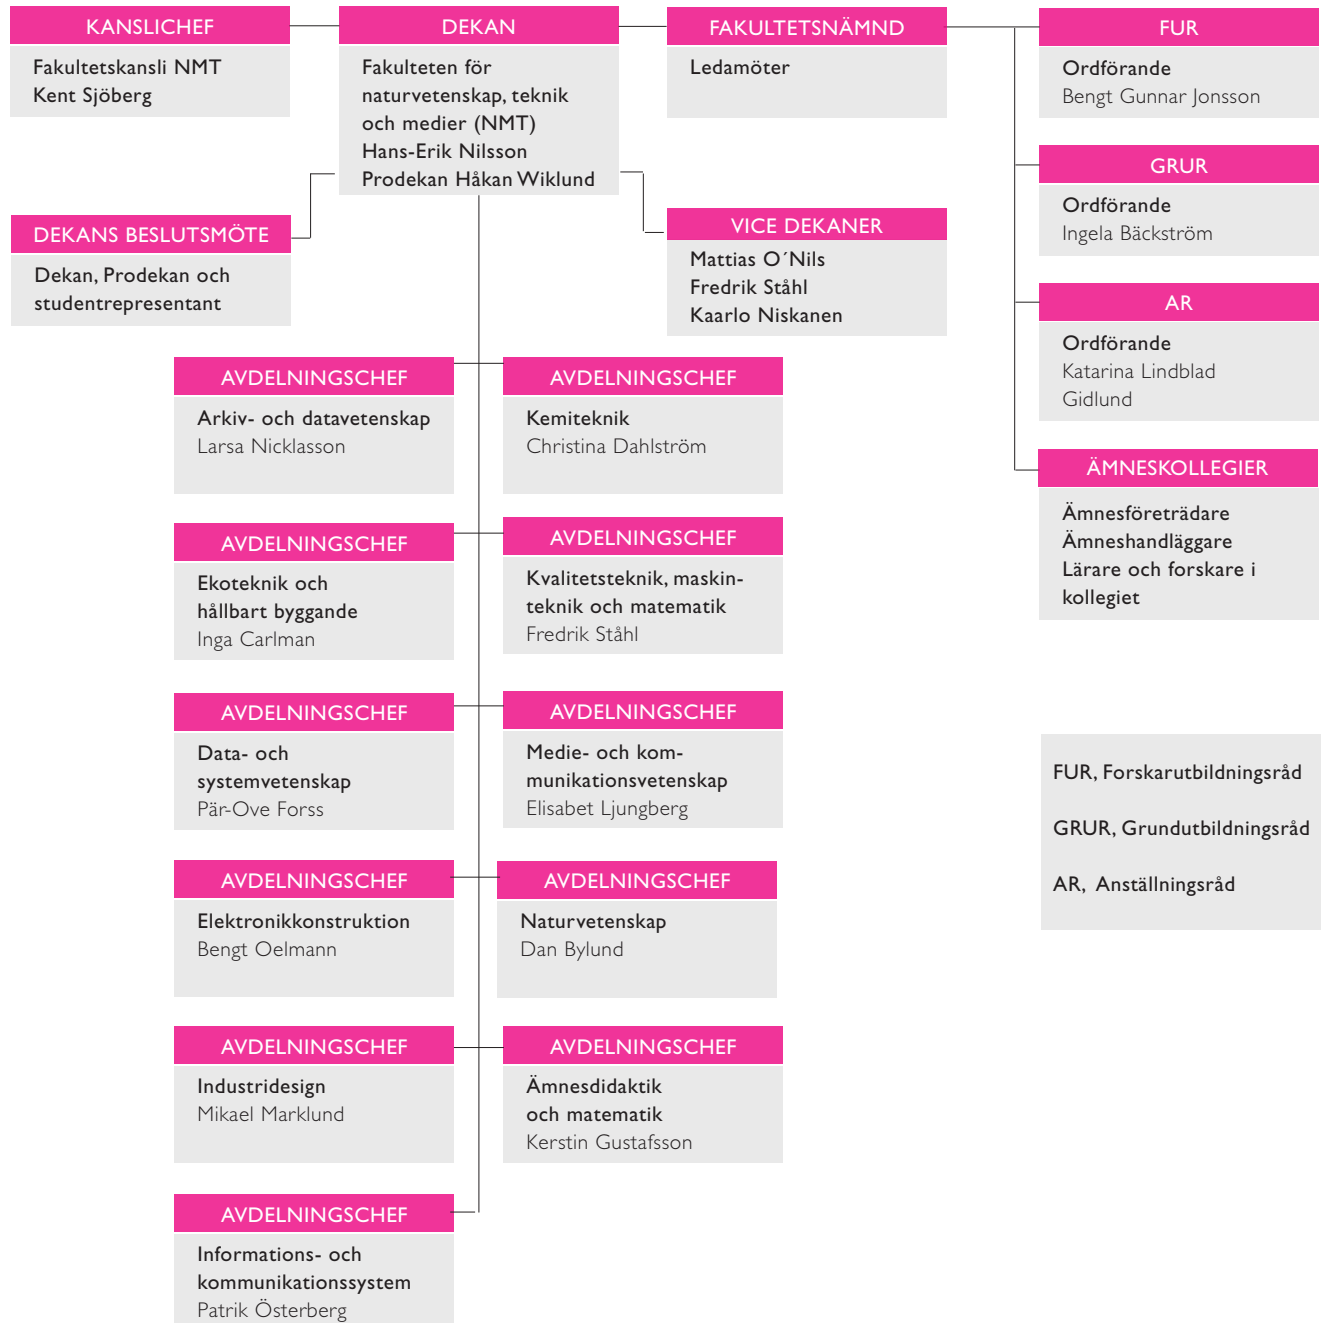 KANSLICHEF
Fakultetskansli NMT
Kent Sjöberg
DEKAN
Fakulteten för
naturvetenskap, teknik
och medier (NMT)
Hans-Erik Nilsson
Prodekan Håkan Wiklund
FAKULTETSNÄMND
Ledamöter
FUR
Ordförande
Bengt Gunnar Jonsson
GRUR
Ordförande
Ingela Bäckström
DEKANS BESLUTSMÖTE
Dekan, Prodekan och
studentrepresentant
VICE DEKANER
Mattias O´Nils
Fredrik Ståhl
Kaarlo Niskanen
AR
Ordförande
Katarina Lindblad
Gidlund
AVDELNINGSCHEF
Arkiv- och datavetenskap
Larsa Nicklasson
AVDELNINGSCHEF
Kemiteknik
Christina Dahlström
ÄMNESKOLLEGIER
Ämnesföreträdare
Ämneshandläggare
Lärare och forskare i
kollegiet
AVDELNINGSCHEF
Ekoteknik och
hållbart byggande
Inga Carlman
AVDELNINGSCHEF
Kvalitetsteknik, maskin-
teknik och matematik
Fredrik Ståhl
AVDELNINGSCHEF
Data- och
systemvetenskap
Pär-Ove Forss
AVDELNINGSCHEF
Medie- och kom-
munikationsvetenskap
Elisabet Ljungberg
FUR, Forskarutbildningsråd
GRUR, Grundutbildningsråd
AR, Anställningsråd
AVDELNINGSCHEF
Elektronikkonstruktion
Bengt Oelmann
AVDELNINGSCHEF
Naturvetenskap
Dan Bylund
AVDELNINGSCHEF
Industridesign
Mikael Marklund
AVDELNINGSCHEF
Ämnesdidaktik
och matematik
Kerstin Gustafsson
AVDELNINGSCHEF
Informations- och
kommunikationssystem
Patrik Österberg